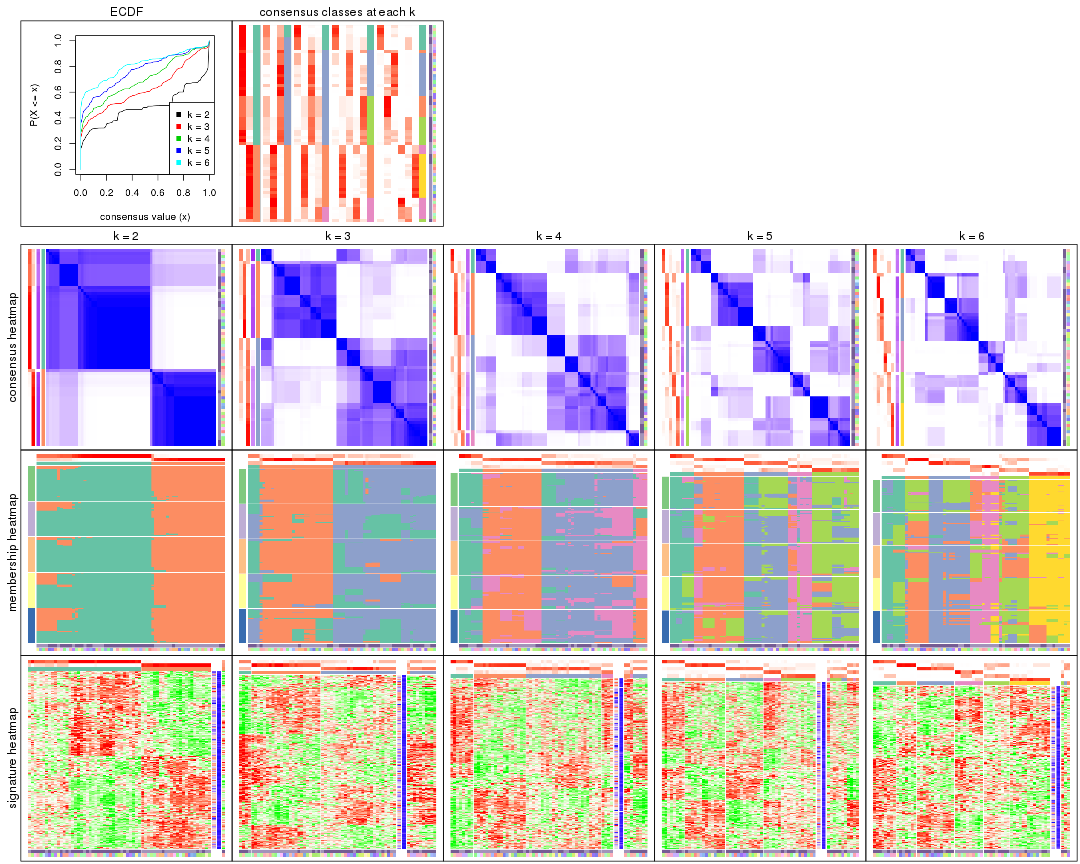 ECDF
consensus classes at each k
P(X <= x)
0.0 0.2 0.4 0.6 0.8 1.0
k = 2
k = 3
k = 4
k = 5
k = 6
0.0 0.2 0.4 0.6 0.8 1.0
consensus value (x)
k = 2 k = 3 k = 4 k = 5 k = 6
consensus heatmap
membership heatmap
signature heatmap